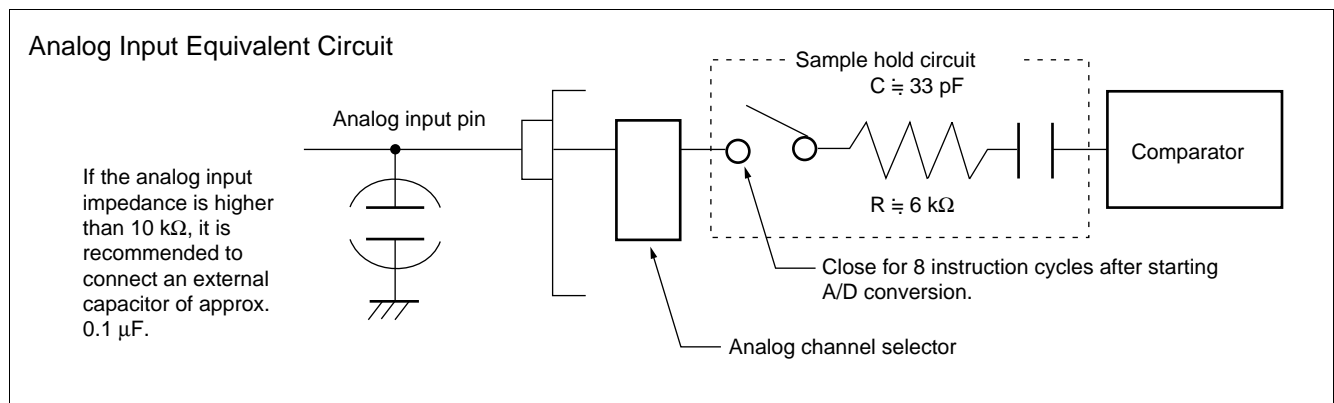 Analog Input Equivalent Circuit
Sample hold circuit
C ≒ 33 pF
Analog input pin
Comparator
If the analog input
impedance is higher
than 10 kΩ, it is
recommended to
connect an external
capacitor of approx.
0.1 μF.
R ≒ 6 kΩ
Close for 8 instruction cycles after starting
A/D conversion.
Analog channel selector